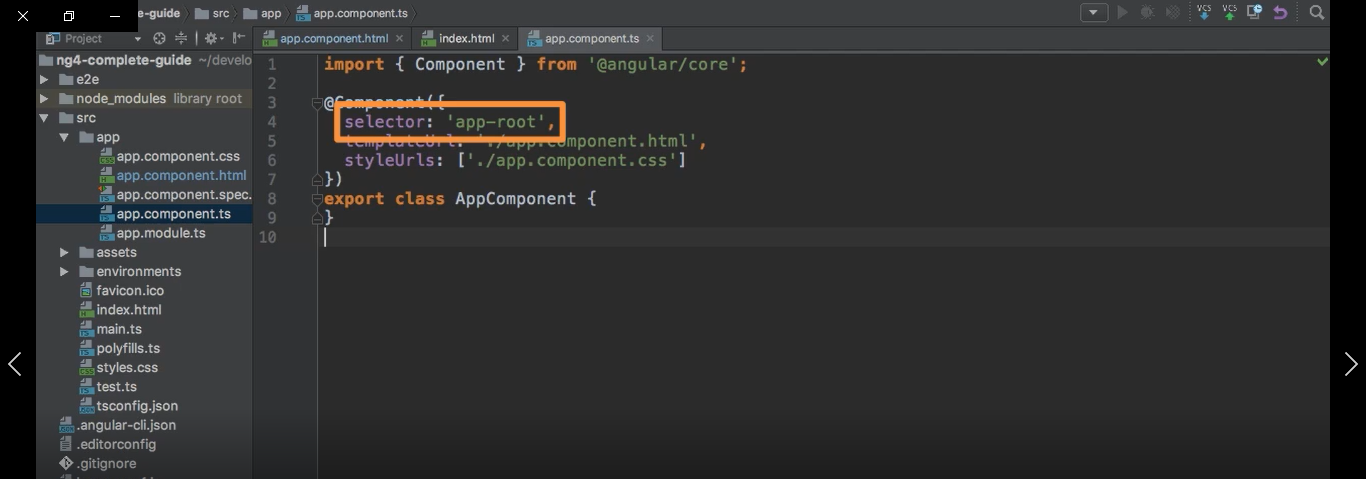 e-guide src app app.component.ts
Project
app.component.html index.html app.component.ts
ng4-complete-guide ~/develo
e2e
node_modules library root
src
app
app.component.css
app.component.html
app.component.spec.
app.component.ts
app.module.ts
assets
environments
favicon.ico
index.html
main.ts
polyfills.ts
styles.css
test.ts
tsconfig.json
.angular-cli.json
.editorconfig
.gitignore
1 import { Component } from '@angular/core';
2
3 @Component({
4 selector: 'app-root',
5 templateUrl: './app.component.html',
6 styleUrls: ['./app.component.css']
7 })
8 export class AppComponent {
9 }
10
VCS VCS